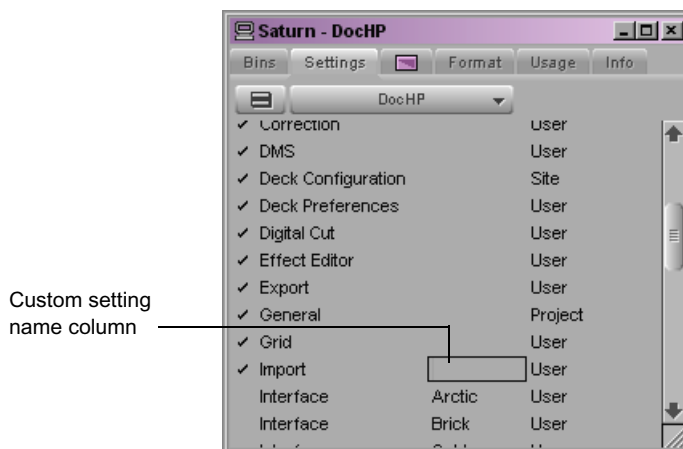 Saturn - DocHP
Bins Settings Format Usage Info
DocHP
Correction User
DMS User
Deck Configuration Site
Deck Preferences User
Digital Cut User
Effect Editor User
Export User
General Project
Grid User
Import User
Interface Arctic User
Interface Brick User
Custom setting
name column